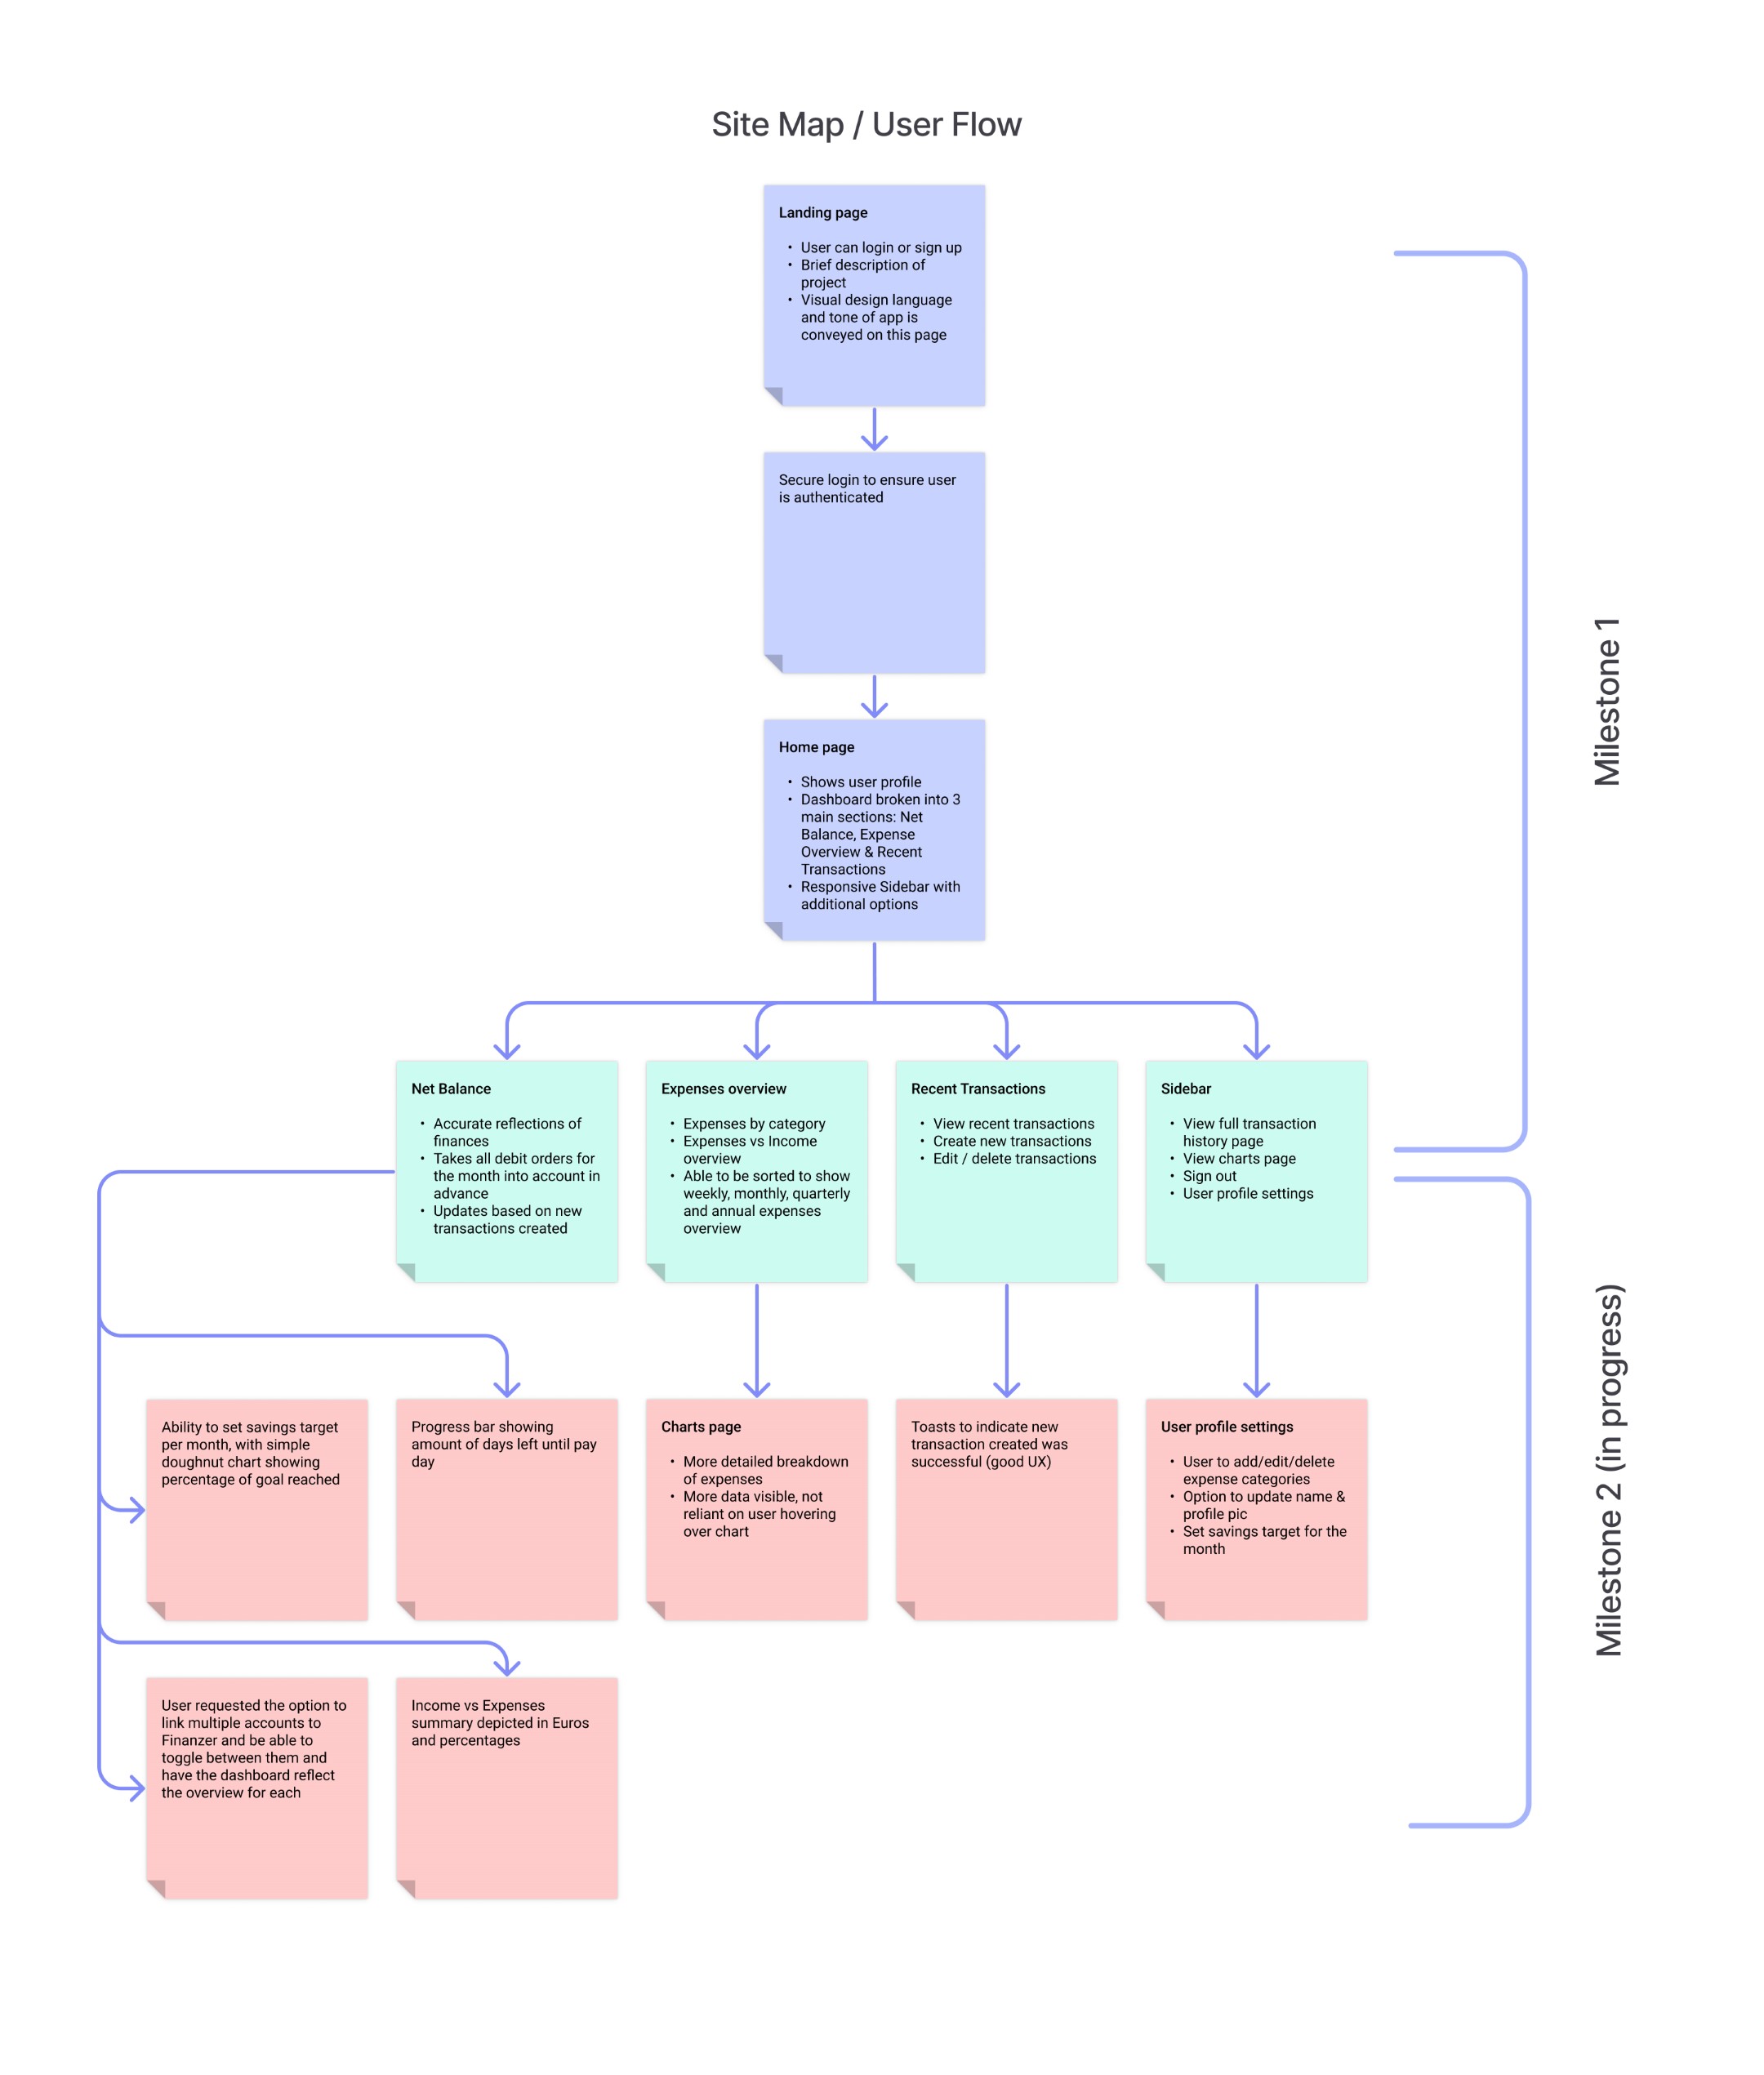 Site Map / User Flow
Landing page
• User can login or sign up
• Brief description of
project
• Visual design language
and tone of app is
conveyed on this page
Secure login to ensure user
is authenticated
Home page
• Shows user profile
• Dashboard broken into 3
main sections: Net
Balance, Expense
Overview & Recent
Transactions
• Responsive Sidebar with
additional options
Milestone 1
Net Balance
• Accurate reflections of
finances
• Takes all debit orders for
the month into account in
advance
• Updates based on new
transactions created
Expenses overview
• Expenses by category
• Expenses vs Income
overview
• Able to be sorted to show
weekly, monthly, quarterly
and annual expenses
overview
Recent Transactions
• View recent transactions
• Create new transactions
• Edit / delete transactions
Sidebar
• View full transaction
history page
• View charts page
• Sign out
• User profile settings
Ability to set savings target
per month, with simple
doughnut chart showing
percentage of goal reached
Progress bar showing
amount of days left until pay
day
Charts page
• More detailed breakdown
of expenses
• More data visible, not
reliant on user hovering
over chart
Toasts to indicate new
transaction created was
successful (good UX)
User profile settings
• User to add/edit/delete
expense categories
• Option to update name &
profile pic
• Set savings target for the
month
Milestone 2 (in progress)
User requested the option to
link multiple accounts to
Finanzer and be able to
toggle between them and
have the dashboard reflect
the overview for each
Income vs Expenses
summary depicted in Euros
and percentages